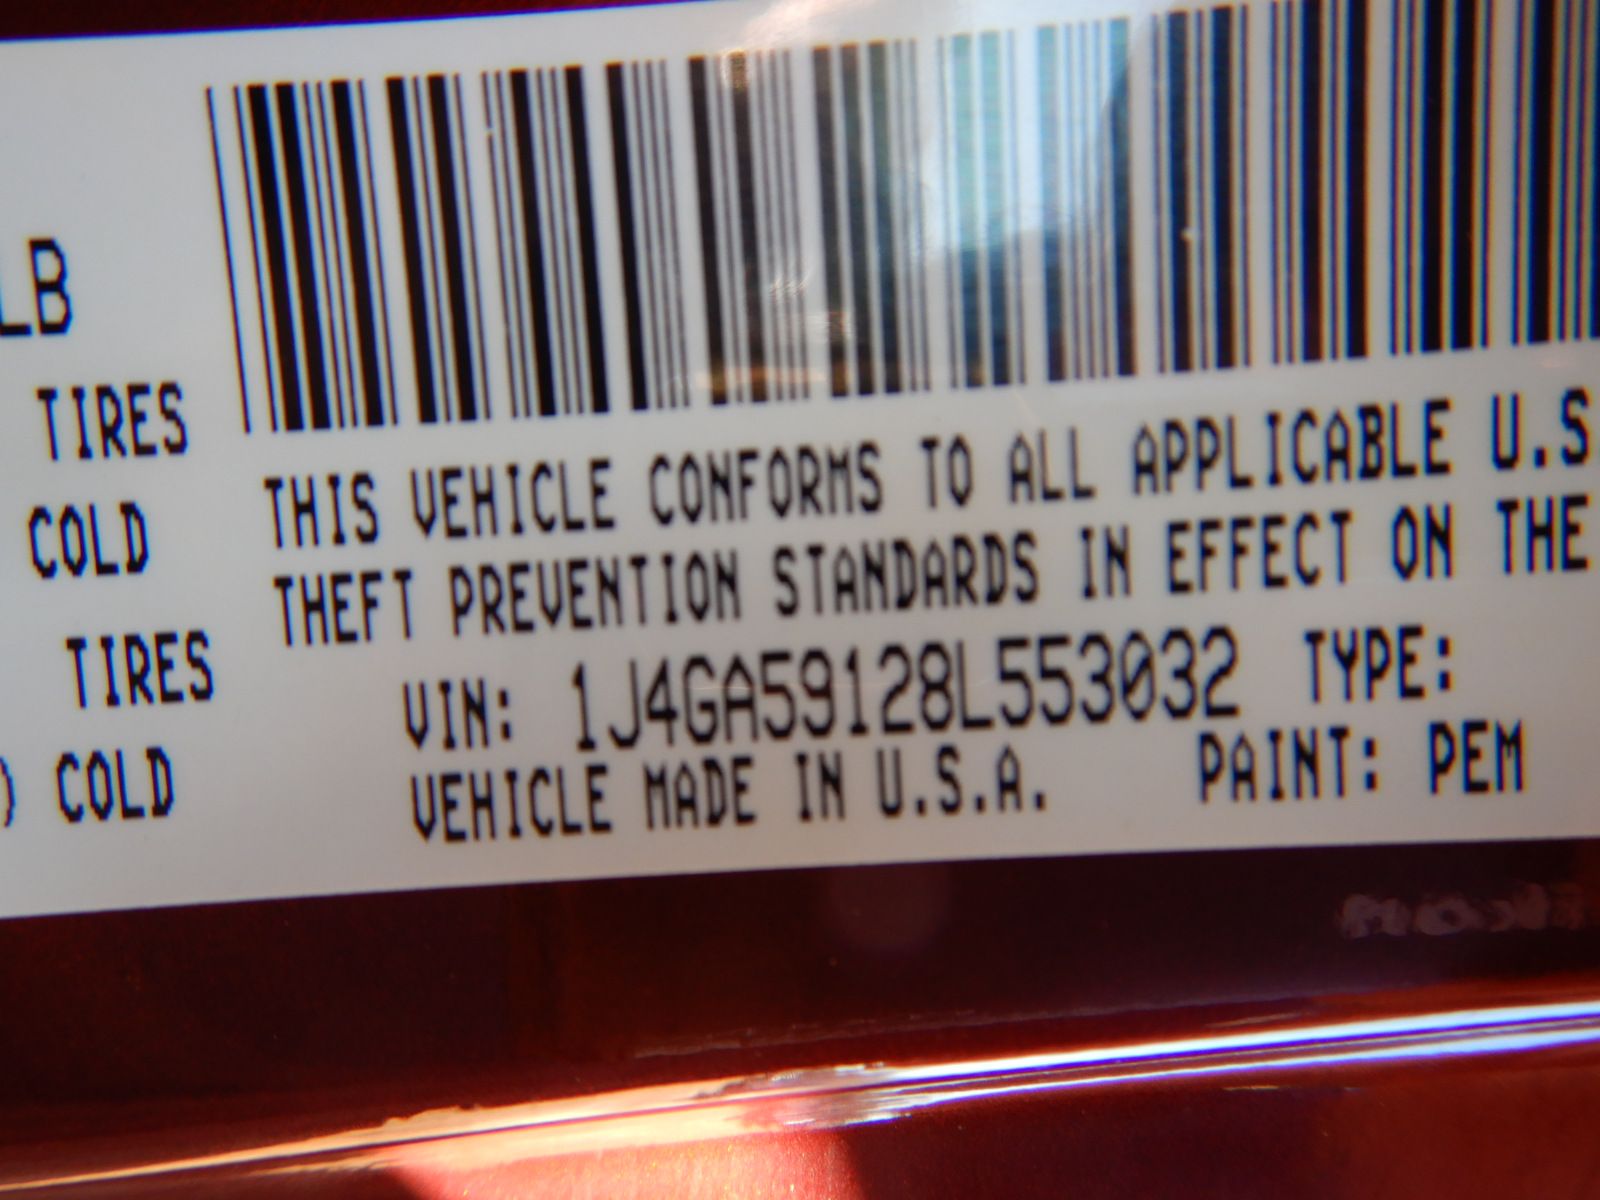 LB
TIRES
COLD
TIRES
) COLD
THIS VEHICLE CONFORMS TO ALL APPLICABLE U.S
THEFT PREVENTION STANDARDS IN EFFECT ON THE
VIN: 1J4GA59128L553032 TYPE:
VEHICLE MADE IN U.S.A. PAINT: PEM